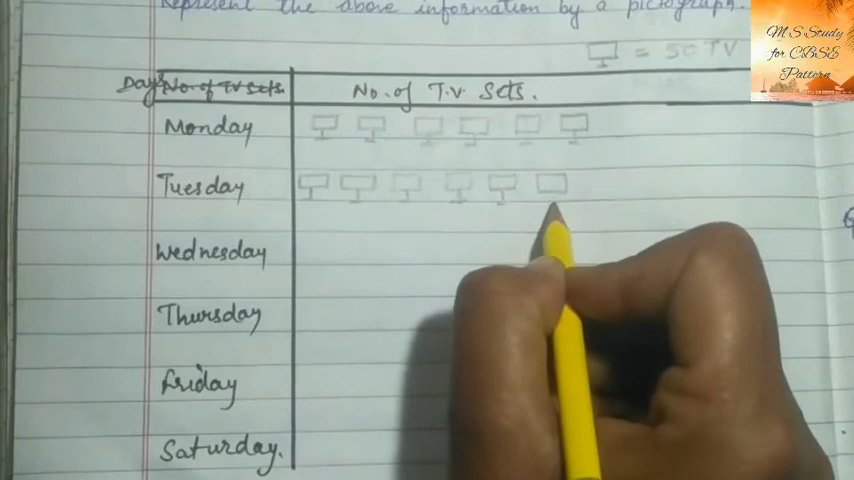 Represent the above information by a pictograph.
= 50 TV
Days No. of TV Sets. No. of T.V. Sets.
Monday
Tuesday
Wednesday
Thursday
Friday
Saturday.
M S Study
for CBSE
Pattern